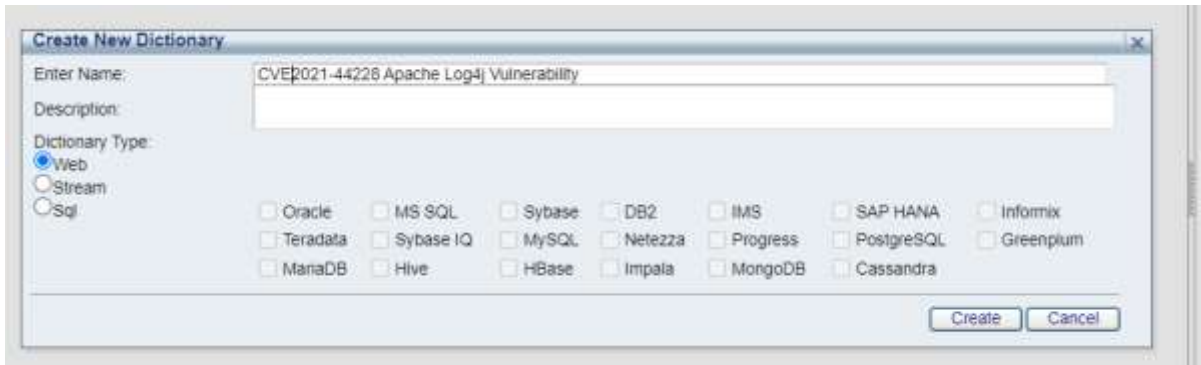 Create New Dictionary
Enter Name: CVE2021-44228 Apache Log4j Vulnerability
Description:
Dictionary Type:
Web
Stream
Sql
Oracle MS SQL Sybase DB2 IMS SAP HANA Informix
Teradata Sybase IQ MySQL Netezza Progress PostgreSQL Greenplum
MariaDB Hive HBase Impala MongoDB Cassandra
Create Cancel